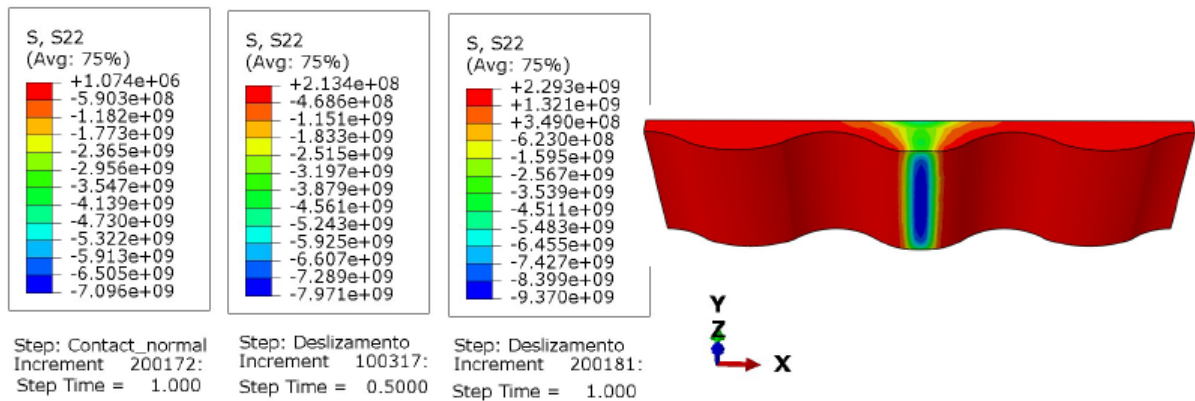 S, S22
(Avg: 75%)
+1.074e+06
-5.903e+08
-1.182e+09
-1.773e+09
-2.365e+09
-2.956e+09
-3.547e+09
-4.139e+09
-4.730e+09
-5.322e+09
-5.913e+09
-6.505e+09
-7.096e+09
Step: Contact_normal
Increment 200172:
Step Time = 1.000
S, S22
(Avg: 75%)
+2.134e+08
-4.686e+08
-1.151e+09
-1.833e+09
-2.515e+09
-3.197e+09
-3.879e+09
-4.561e+09
-5.243e+09
-5.925e+09
-6.607e+09
-7.289e+09
-7.971e+09
Step: Deslizamento
Increment 100317:
Step Time = 0.5000
S, S22
(Avg: 75%)
+2.293e+09
+1.321e+09
+3.490e+08
-6.230e+08
-1.595e+09
-2.567e+09
-3.539e+09
-4.511e+09
-5.483e+09
-6.455e+09
-7.427e+09
-8.399e+09
-9.370e+09
Step: Deslizamento
Increment 200181:
Step Time = 1.000
Y
Z
X